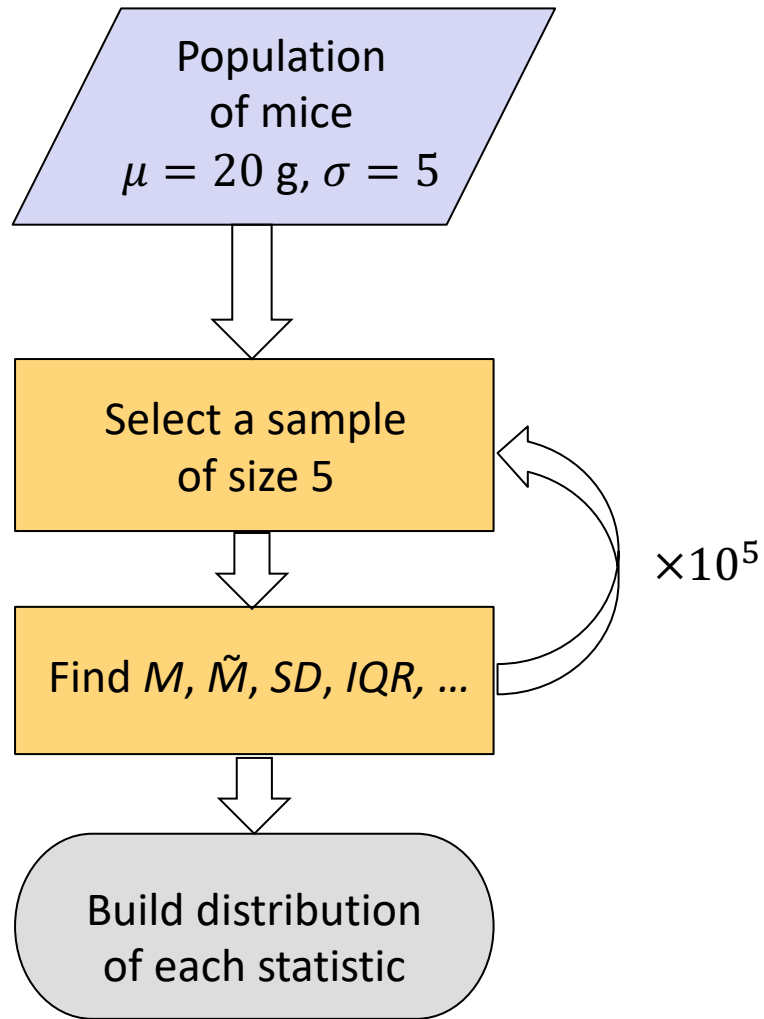 Population
of mice
μ = 20 g, σ = 5
Select a sample
of size 5
×10⁵
Find M, M̃, SD, IQR, …
Build distribution
of each statistic